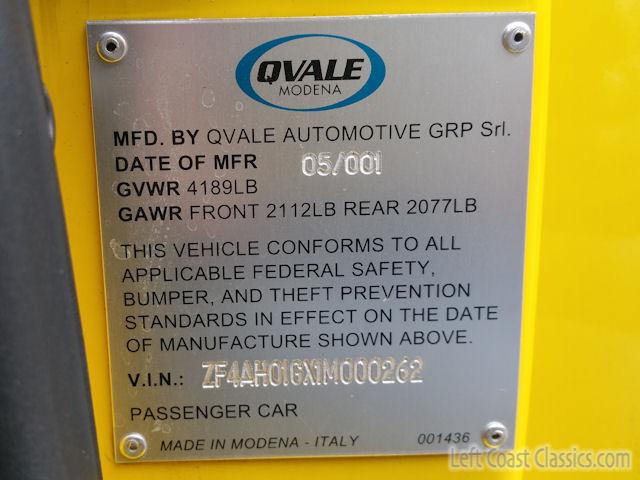 QVALE
MODENA
MFD. BY QVALE AUTOMOTIVE GRP Srl.
DATE OF MFR 05/001
GVWR 4189LB
GAWR FRONT 2112LB REAR 2077LB
THIS VEHICLE CONFORMS TO ALL
APPLICABLE FEDERAL SAFETY,
BUMPER, AND THEFT PREVENTION
STANDARDS IN EFFECT ON THE DATE
OF MANUFACTURE SHOWN ABOVE.
V.I.N.: ZF4AH01GX1M000262
PASSENGER CAR
MADE IN MODENA - ITALY 001436
Left Coast Classics.com